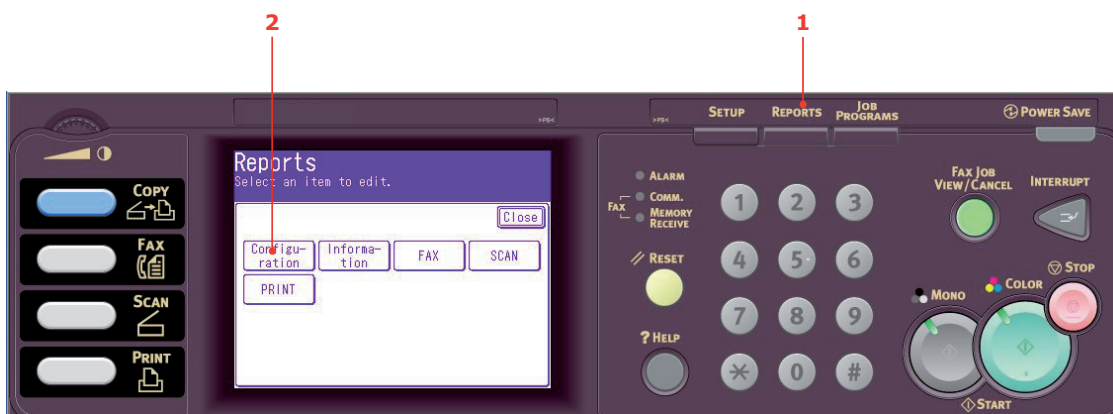 2
1
>PS<
>PS<
SETUP
REPORTS
JOB
PROGRAMS
POWER SAVE
Reports
Select an item to edit.
Close
Configu-
ration
Informa-
tion
FAX
SCAN
PRINT
COPY
FAX
SCAN
PRINT
ALARM
FAX
COMM.
MEMORY
RECEIVE
RESET
? HELP
1
2
3
4
5
6
7
8
9
*
0
#
FAX JOB
VIEW/CANCEL
INTERRUPT
STOP
MONO
COLOR
START